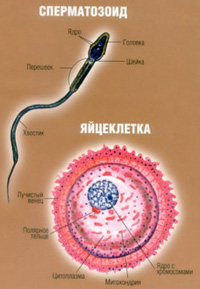 СПЕРМАТОЗОИД
Ядро
Головка
Перешеек
Шейка
Хвостик
ЯЙЦЕКЛЕТКА
Лучистый
венец
Полярное
тельце
Ядро с
хромосомами
Цитоплазма
Митохондрия